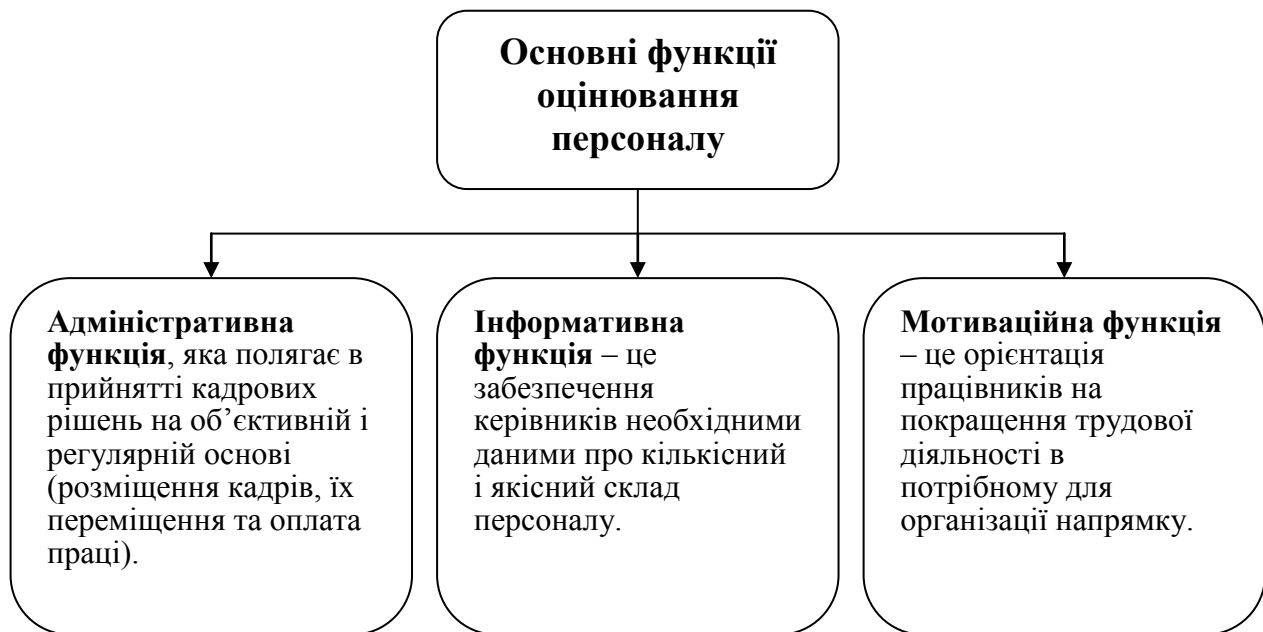 Основні функції
оцінювання
персоналу
Адміністративна
функція, яка полягає в
прийнятті кадрових
рішень на об’єктивній і
регулярній основі
(розміщення кадрів, їх
переміщення та оплата
праці).
Інформативна
функція – це
забезпечення
керівників необхідними
даними про кількісний
і якісний склад
персоналу.
Мотиваційна функція
– це орієнтація
працівників на
покращення трудової
діяльності в
потрібному для
організації напрямку.